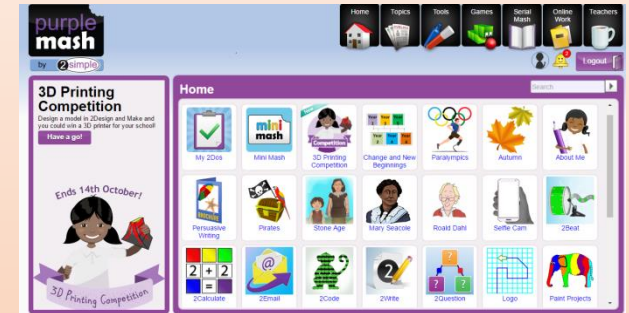 purple
mash
by 2simple
Home
Topics
Tools
Games
Serial
Mash
Online
Work
Teachers
Logout
3D Printing
Competition
Design a model in 2Design and Make and
you could win a 3D printer for your school!
Have a go!
Ends 14th October!
3D Printing Competition
Home
Search
My 2Dos
mini
mash
Mini Mash
Competition
3D Printing
Competition
Change and New
Beginnings
Paralympics
Autumn
About Me
Persuasive
Writing
Pirates
Stone Age
Mary Seacole
Roald Dahl
Selfie Cam
2Beat
2 + 2
=
2Calculate
@
2Email
2Code
2
2Write
?
? ?
2Question
Logo
Paint Projects